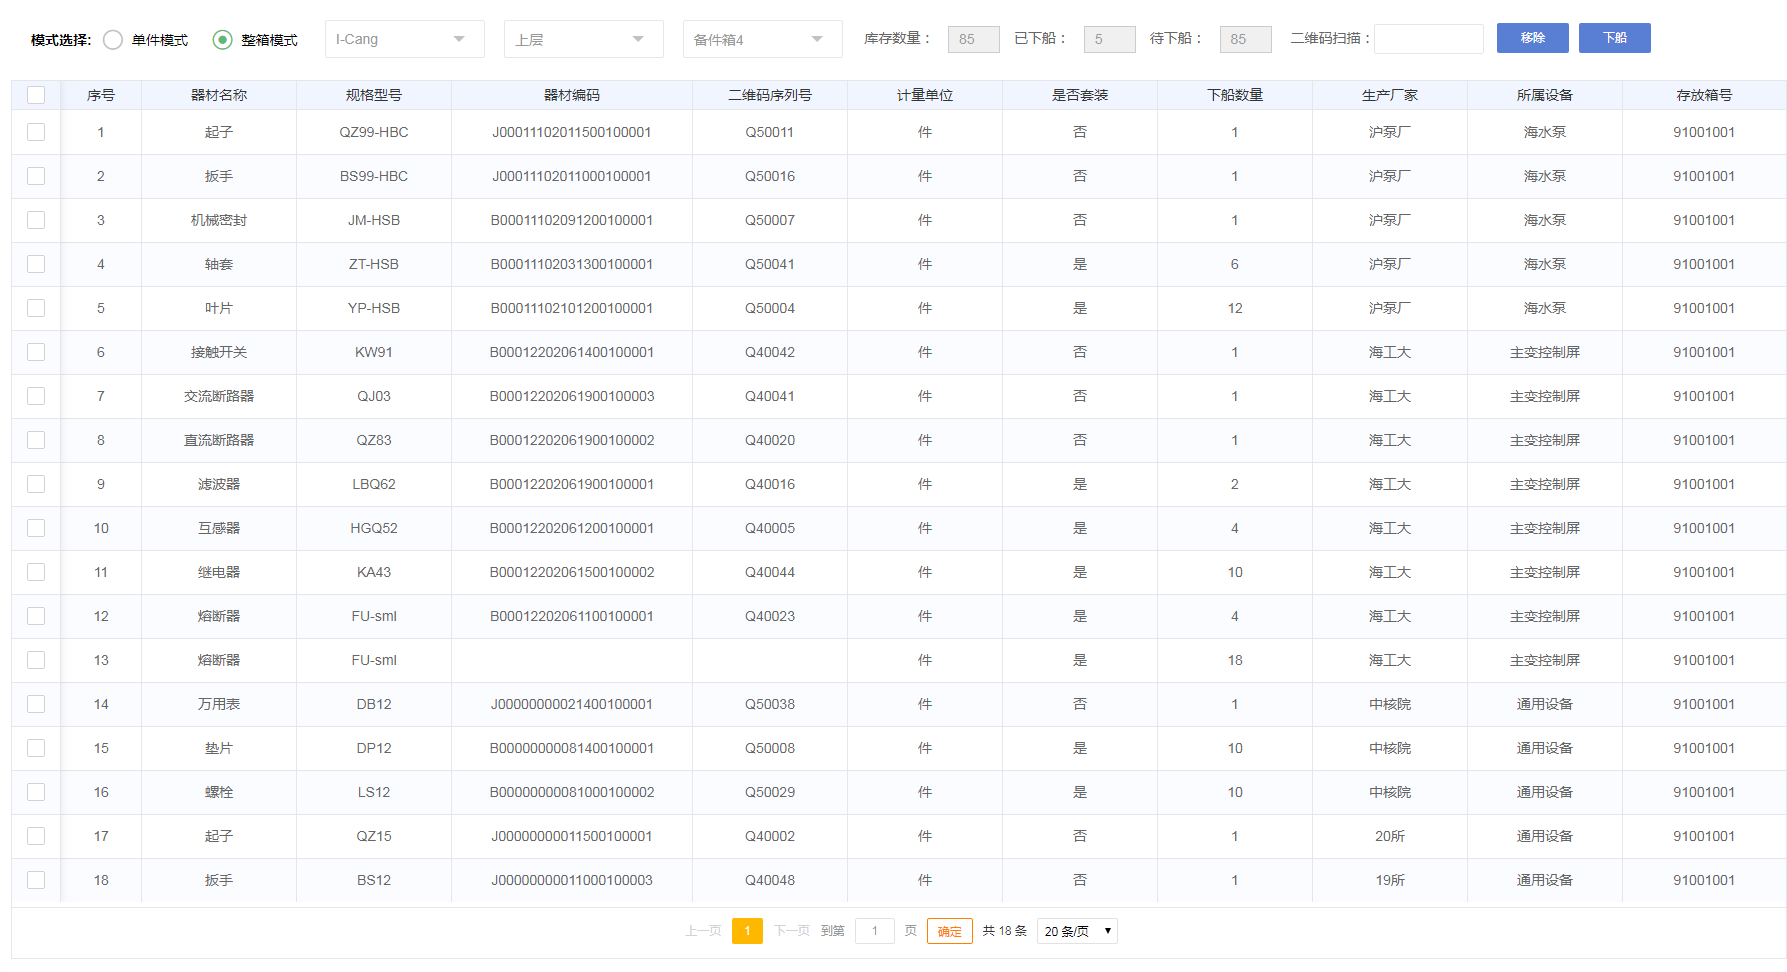 模式选择: 单件模式 整箱模式 I-Cang 上层 备件箱4 库存数量： 85 已下船： 5 待下船： 85 二维码扫描： 移除 下船
序号 器材名称 规格型号 器材编码 二维码序列号 计量单位 是否套装 下船数量 生产厂家 所属设备 存放箱号
1 起子 QZ99-HBC J00011102011500100001 Q50011 件 否 1 沪泵厂 海水泵 91001001
2 扳手 BS99-HBC J00011102011000100001 Q50016 件 否 1 沪泵厂 海水泵 91001001
3 机械密封 JM-HSB B00011102091200100001 Q50007 件 否 1 沪泵厂 海水泵 91001001
4 轴套 ZT-HSB B00011102031300100001 Q50041 件 是 6 沪泵厂 海水泵 91001001
5 叶片 YP-HSB B00011102101200100001 Q50004 件 是 12 沪泵厂 海水泵 91001001
6 接触开关 KW91 B00012202061400100001 Q40042 件 否 1 海工大 主变控制屏 91001001
7 交流断路器 QJ03 B00012202061900100003 Q40041 件 否 1 海工大 主变控制屏 91001001
8 直流断路器 QZ83 B00012202061900100002 Q40020 件 否 1 海工大 主变控制屏 91001001
9 滤波器 LBQ62 B00012202061900100001 Q40016 件 是 2 海工大 主变控制屏 91001001
10 互感器 HGQ52 B00012202061200100001 Q40005 件 是 4 海工大 主变控制屏 91001001
11 继电器 KA43 B00012202061500100002 Q40044 件 是 10 海工大 主变控制屏 91001001
12 熔断器 FU-sml B00012202061100100001 Q40023 件 是 4 海工大 主变控制屏 91001001
13 熔断器 FU-sml 件 是 18 海工大 主变控制屏 91001001
14 万用表 DB12 J00000000021400100001 Q50038 件 否 1 中核院 通用设备 91001001
15 垫片 DP12 B00000000081400100001 Q50008 件 是 10 中核院 通用设备 91001001
16 螺栓 LS12 B00000000081000100002 Q50029 件 是 10 中核院 通用设备 91001001
17 起子 QZ15 J00000000011500100001 Q40002 件 否 1 20所 通用设备 91001001
18 扳手 BS12 J00000000011000100003 Q40048 件 否 1 19所 通用设备 91001001
上一页 1 下一页 到第 1 页 确定 共 18 条 20 条/页